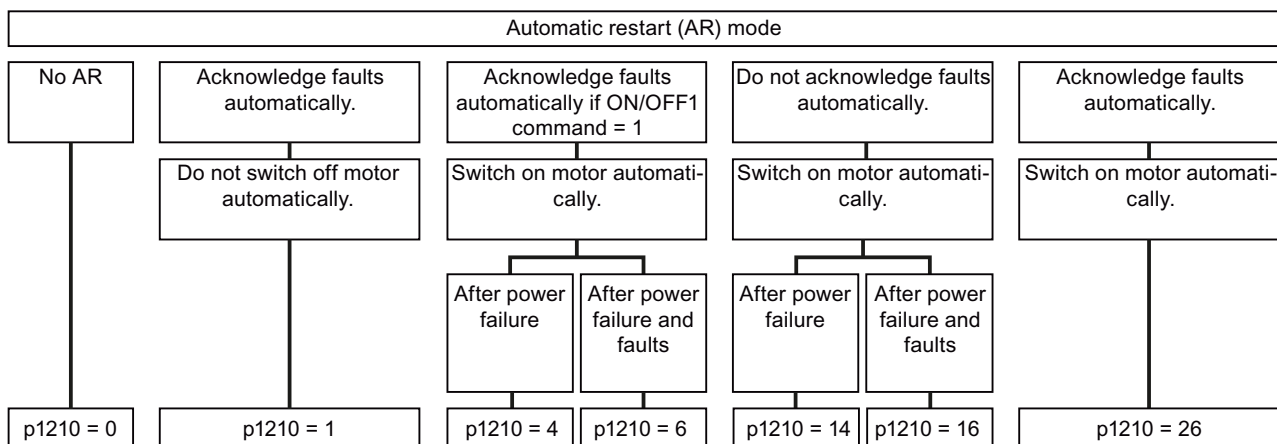 Automatic restart (AR) mode
No AR
Acknowledge faults
automatically.
Acknowledge faults
automatically if ON/OFF1
command = 1
Do not acknowledge faults
automatically.
Acknowledge faults
automatically.
Do not switch off motor
automatically.
Switch on motor automati-
cally.
Switch on motor automati-
cally.
Switch on motor automati-
cally.
After power
failure
After power
failure and
faults
After power
failure
After power
failure and
faults
p1210 = 0
p1210 = 1
p1210 = 4
p1210 = 6
p1210 = 14
p1210 = 16
p1210 = 26